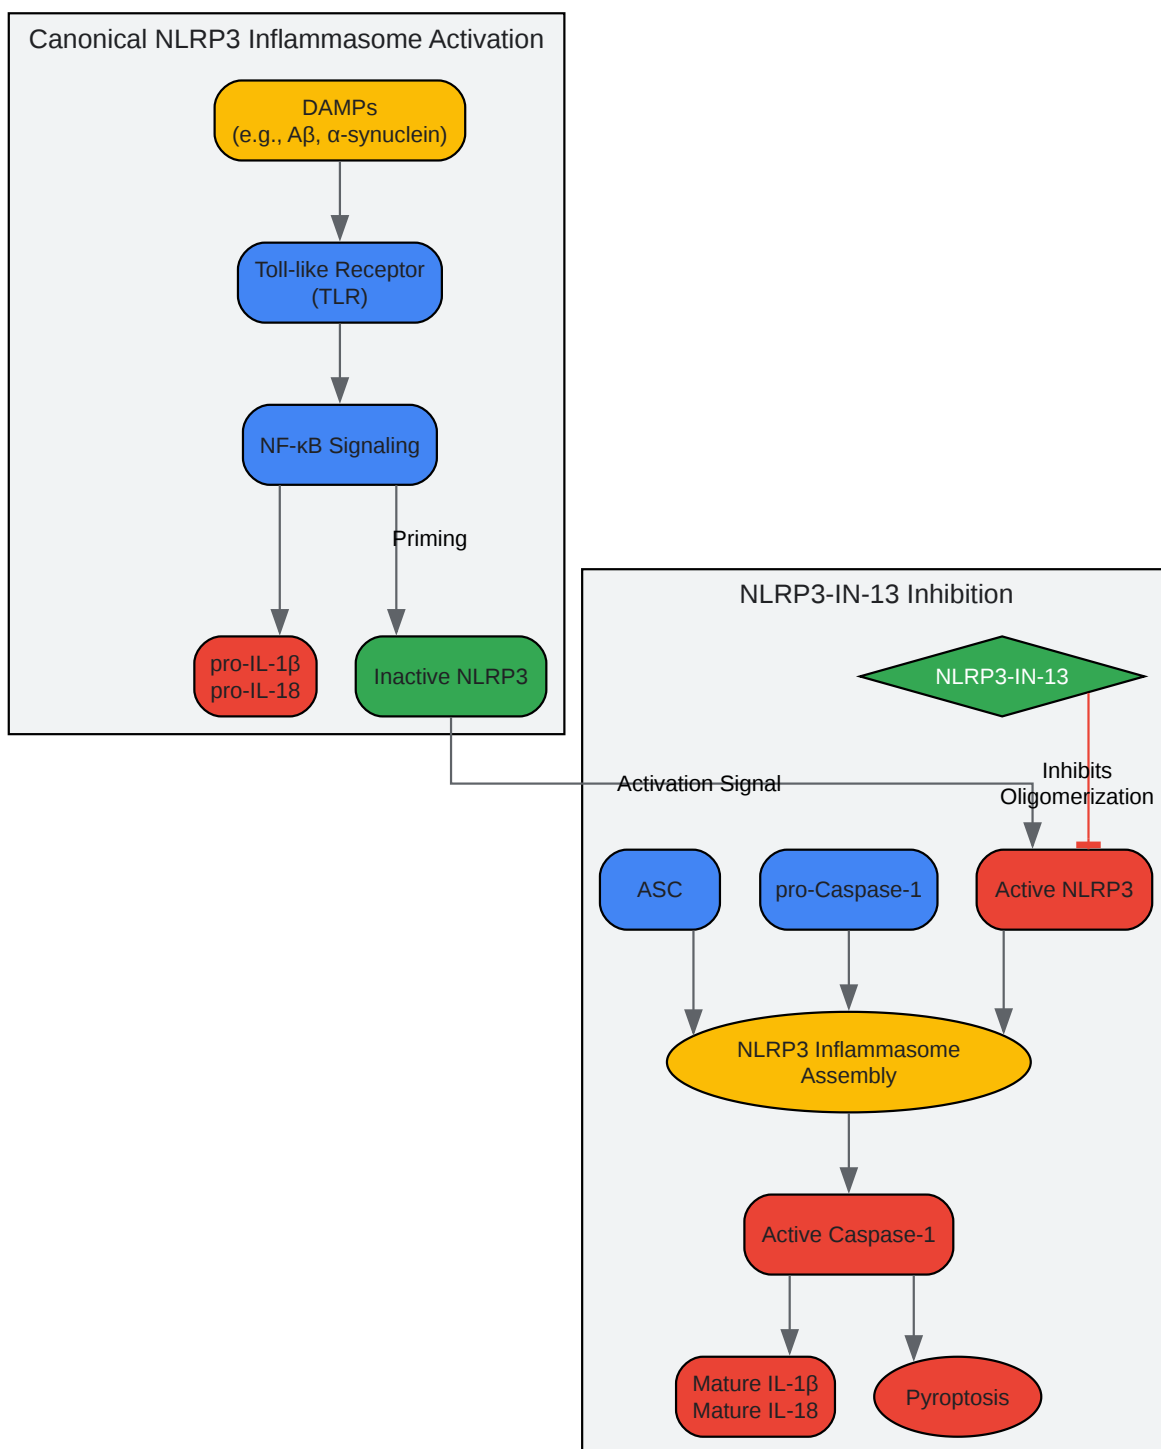 Canonical NLRP3 Inflammasome Activation
DAMPs
(e.g., Aβ, α-synuclein)
Toll-like Receptor
(TLR)
NF-κB Signaling
Priming
pro-IL-1β
pro-IL-18
Inactive NLRP3
NLRP3-IN-13 Inhibition
NLRP3-IN-13
Activation Signal
Inhibits
Oligomerization
ASC
pro-Caspase-1
Active NLRP3
NLRP3 Inflammasome
Assembly
Active Caspase-1
Mature IL-1β
Mature IL-18
Pyroptosis